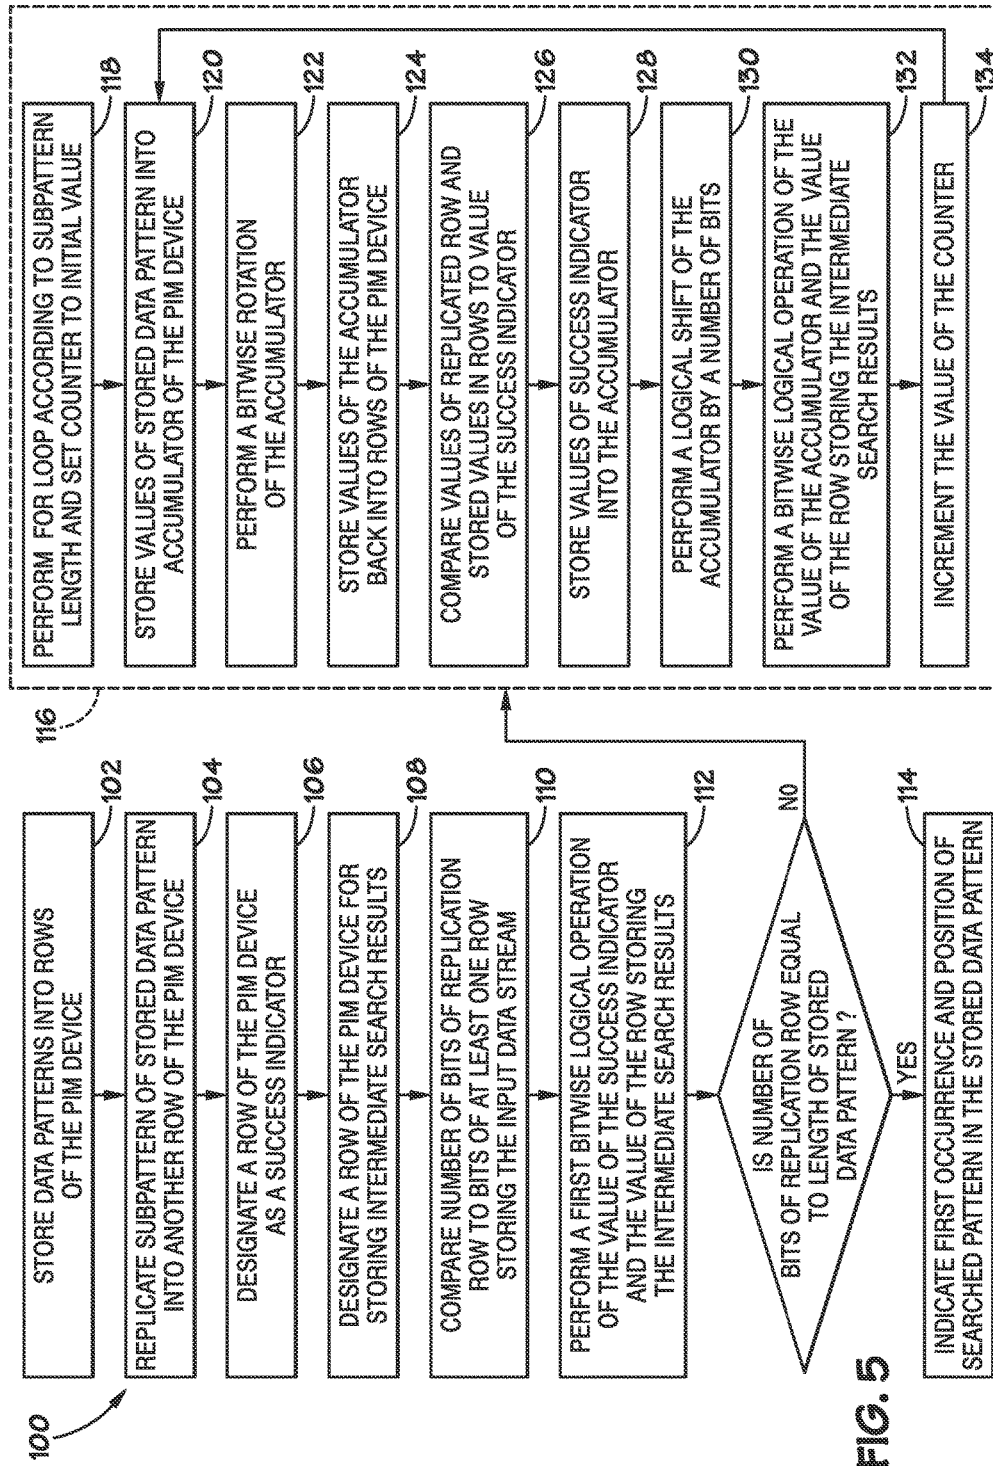 100
STORE DATA PATTERNS INTO ROWS
OF THE PIM DEVICE
102
REPLICATE SUBPATTERN OF STORED DATA PATTERN
INTO ANOTHER ROW OF THE PIM DEVICE
104
DESIGNATE A ROW OF THE PIM DEVICE
AS A SUCCESS INDICATOR
106
DESIGNATE A ROW OF THE PIM DEVICE FOR
STORING INTERMEDIATE SEARCH RESULTS
108
COMPARE NUMBER OF BITS OF REPLICATION
ROW TO BITS OF AT LEAST ONE ROW
STORING THE INPUT DATA STREAM
110
PERFORM A FIRST BITWISE LOGICAL OPERATION
OF THE VALUE OF THE SUCCESS INDICATOR
AND THE VALUE OF THE ROW STORING
THE INTERMEDIATE SEARCH RESULTS
112
IS NUMBER OF
BITS OF REPLICATION ROW EQUAL
TO LENGTH OF STORED
DATA PATTERN ?
NO
YES
INDICATE FIRST OCCURRENCE AND POSITION OF
SEARCHED PATTERN IN THE STORED DATA PATTERN
114
116
PERFORM FOR LOOP ACCORDING TO SUBPATTERN
LENGTH AND SET COUNTER TO INITIAL VALUE
118
STORE VALUES OF STORED DATA PATTERN INTO
ACCUMULATOR OF THE PIM DEVICE
120
PERFORM A BITWISE ROTATION
OF THE ACCUMULATOR
122
STORE VALUES OF THE ACCUMULATOR
BACK INTO ROWS OF THE PIM DEVICE
124
COMPARE VALUES OF REPLICATED ROW AND
STORED VALUES IN ROWS TO VALUE
OF THE SUCCESS INDICATOR
126
STORE VALUES OF SUCCESS INDICATOR
INTO THE ACCUMULATOR
128
PERFORM A LOGICAL SHIFT OF THE
ACCUMULATOR BY A NUMBER OF BITS
130
PERFORM A BITWISE LOGICAL OPERATION OF THE
VALUE OF THE ACCUMULATOR AND THE VALUE
OF THE ROW STORING THE INTERMEDIATE
SEARCH RESULTS
132
INCREMENT THE VALUE OF THE COUNTER
134
FIG. 5